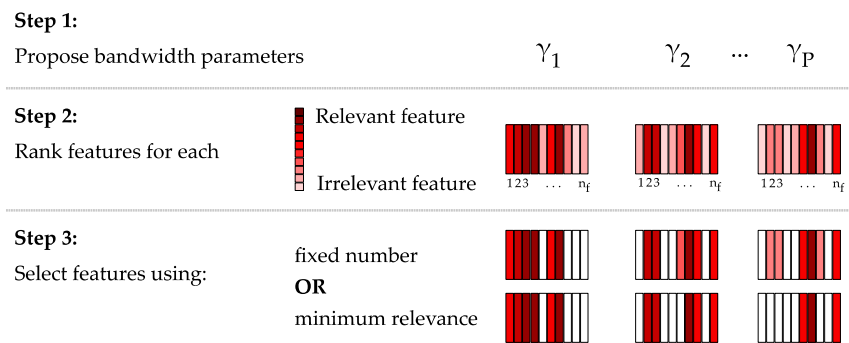 Step 1:
Propose bandwidth parameters
γ1 γ2 ... γP
Step 2:
Rank features for each
Relevant feature
Irrelevant feature
123 ... nf 123 ... nf 123 ... nf
Step 3:
Select features using:
fixed number
OR
minimum relevance